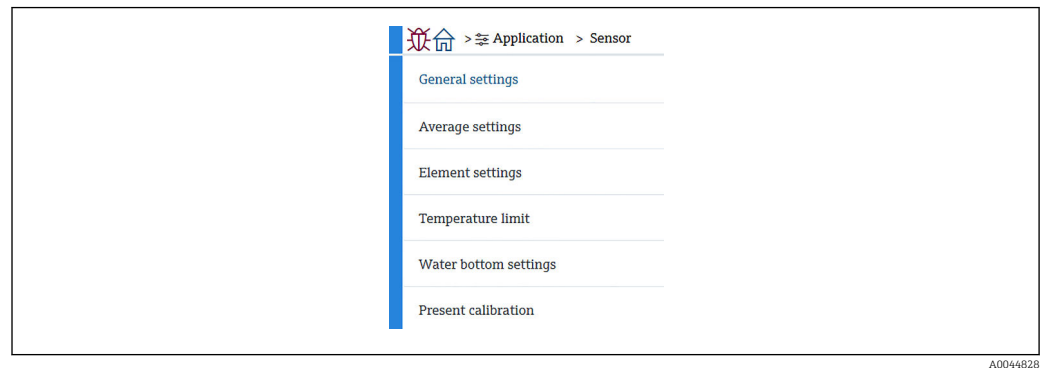 > Application > Sensor
General settings
Average settings
Element settings
Temperature limit
Water bottom settings
Present calibration
A0044828